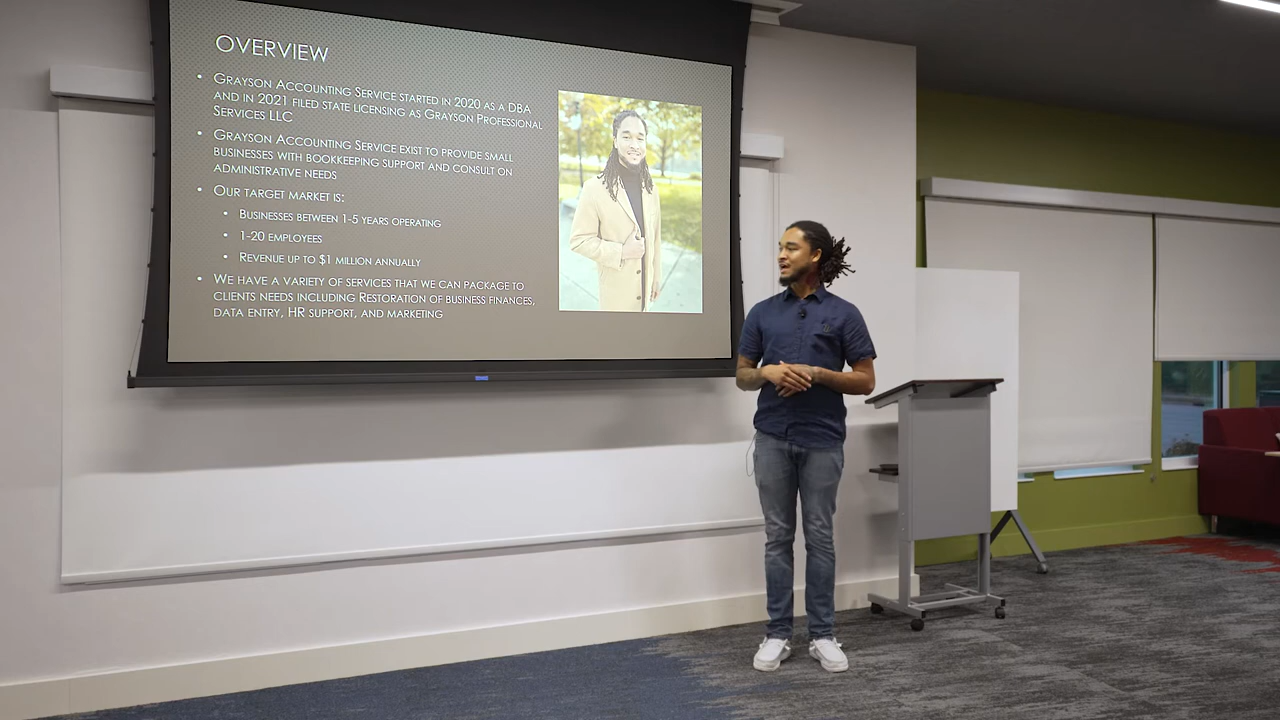 OVERVIEW
• GRAYSON ACCOUNTING SERVICE STARTED IN 2020 AS A DBA
AND IN 2021 FILED STATE LICENSING AS GRAYSON PROFESSIONAL
SERVICES LLC
• GRAYSON ACCOUNTING SERVICE EXIST TO PROVIDE SMALL
BUSINESSES WITH BOOKKEEPING SUPPORT AND CONSULT ON
ADMINISTRATIVE NEEDS
• OUR TARGET MARKET IS:
• BUSINESSES BETWEEN 1-5 YEARS OPERATING
• 1-20 EMPLOYEES
• REVENUE UP TO $1 MILLION ANNUALLY
• WE HAVE A VARIETY OF SERVICES THAT WE CAN PACKAGE TO
CLIENTS NEEDS INCLUDING RESTORATION OF BUSINESS FINANCES,
DATA ENTRY, HR SUPPORT, AND MARKETING